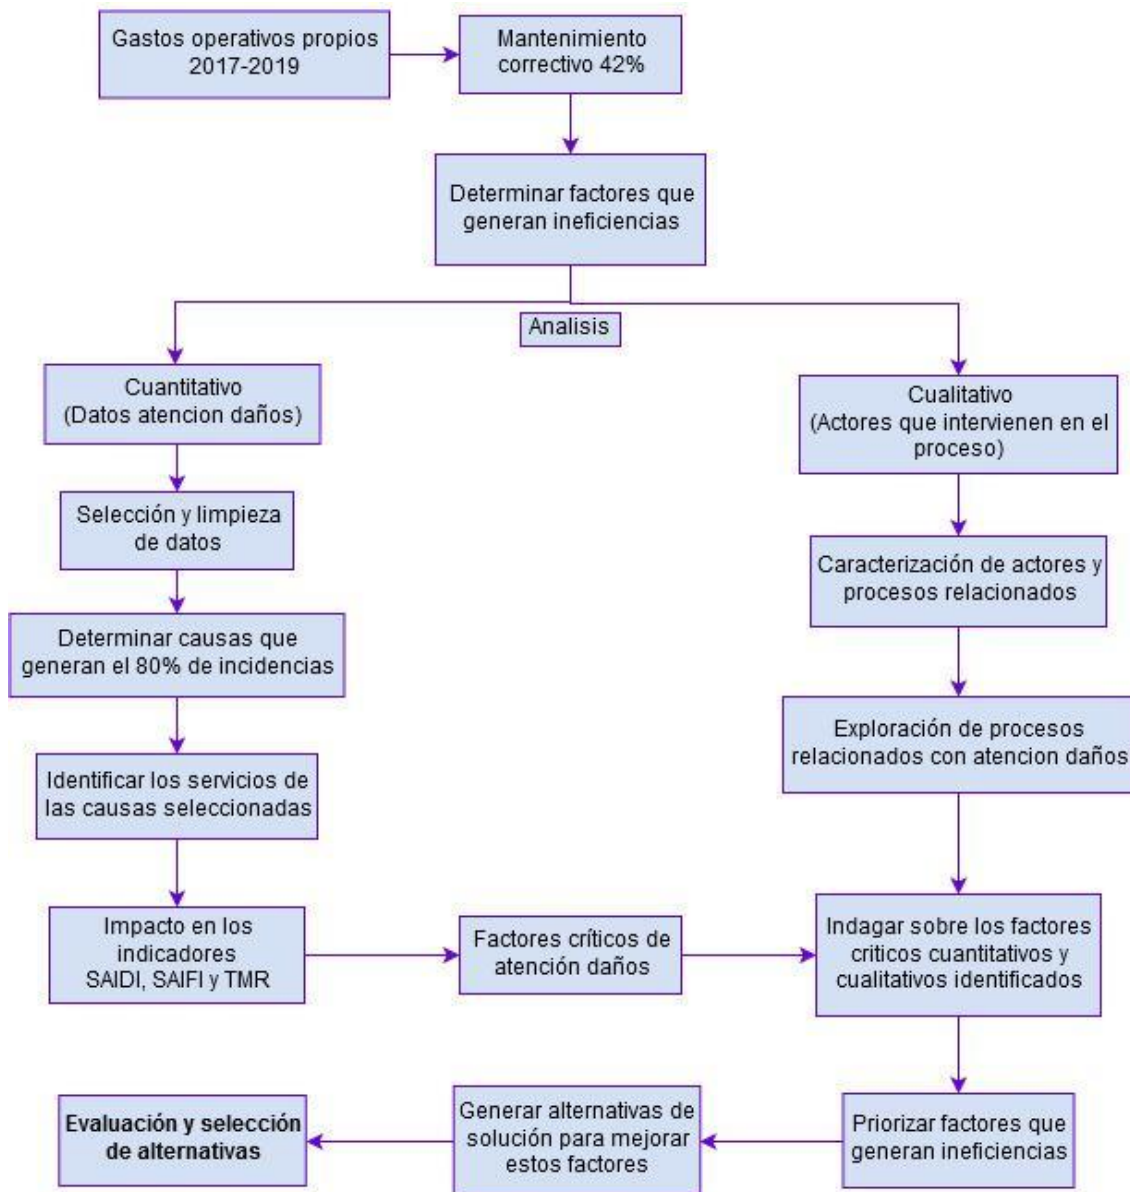 Gastos operativos propios
2017-2019
Mantenimiento
correctivo 42%
Determinar factores que
generan ineficiencias
Analisis
Cuantitativo
(Datos atencion daños)
Selección y limpieza
de datos
Determinar causas que
generan el 80% de incidencias
Identificar los servicios de
las causas seleccionadas
Impacto en los
indicadores
SAIDI, SAIFI y TMR
Factores críticos de
atención daños
Cualitativo
(Actores que intervienen en el
proceso)
Caracterización de actores y
procesos relacionados
Exploración de procesos
relacionados con atencion daños
Indagar sobre los factores
criticos cuantitativos y
cualitativos identificados
Priorizar factores que
generan ineficiencias
Generar alternativas de
solución para mejorar
estos factores
Evaluación y selección
de alternativas